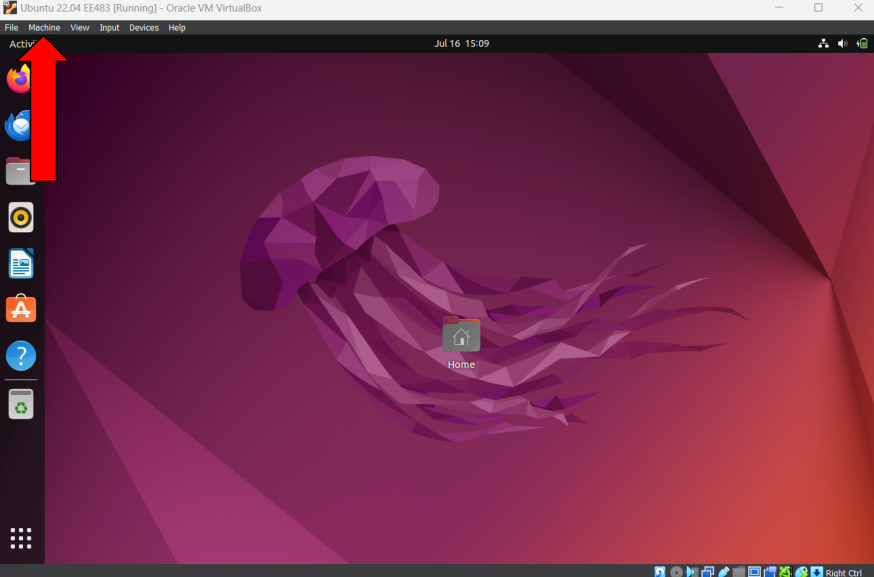 Ubuntu 22.04 EE483 [Running] - Oracle VM VirtualBox
File Machine View Input Devices Help
Jul 16 15:09
Home
Right Ctrl